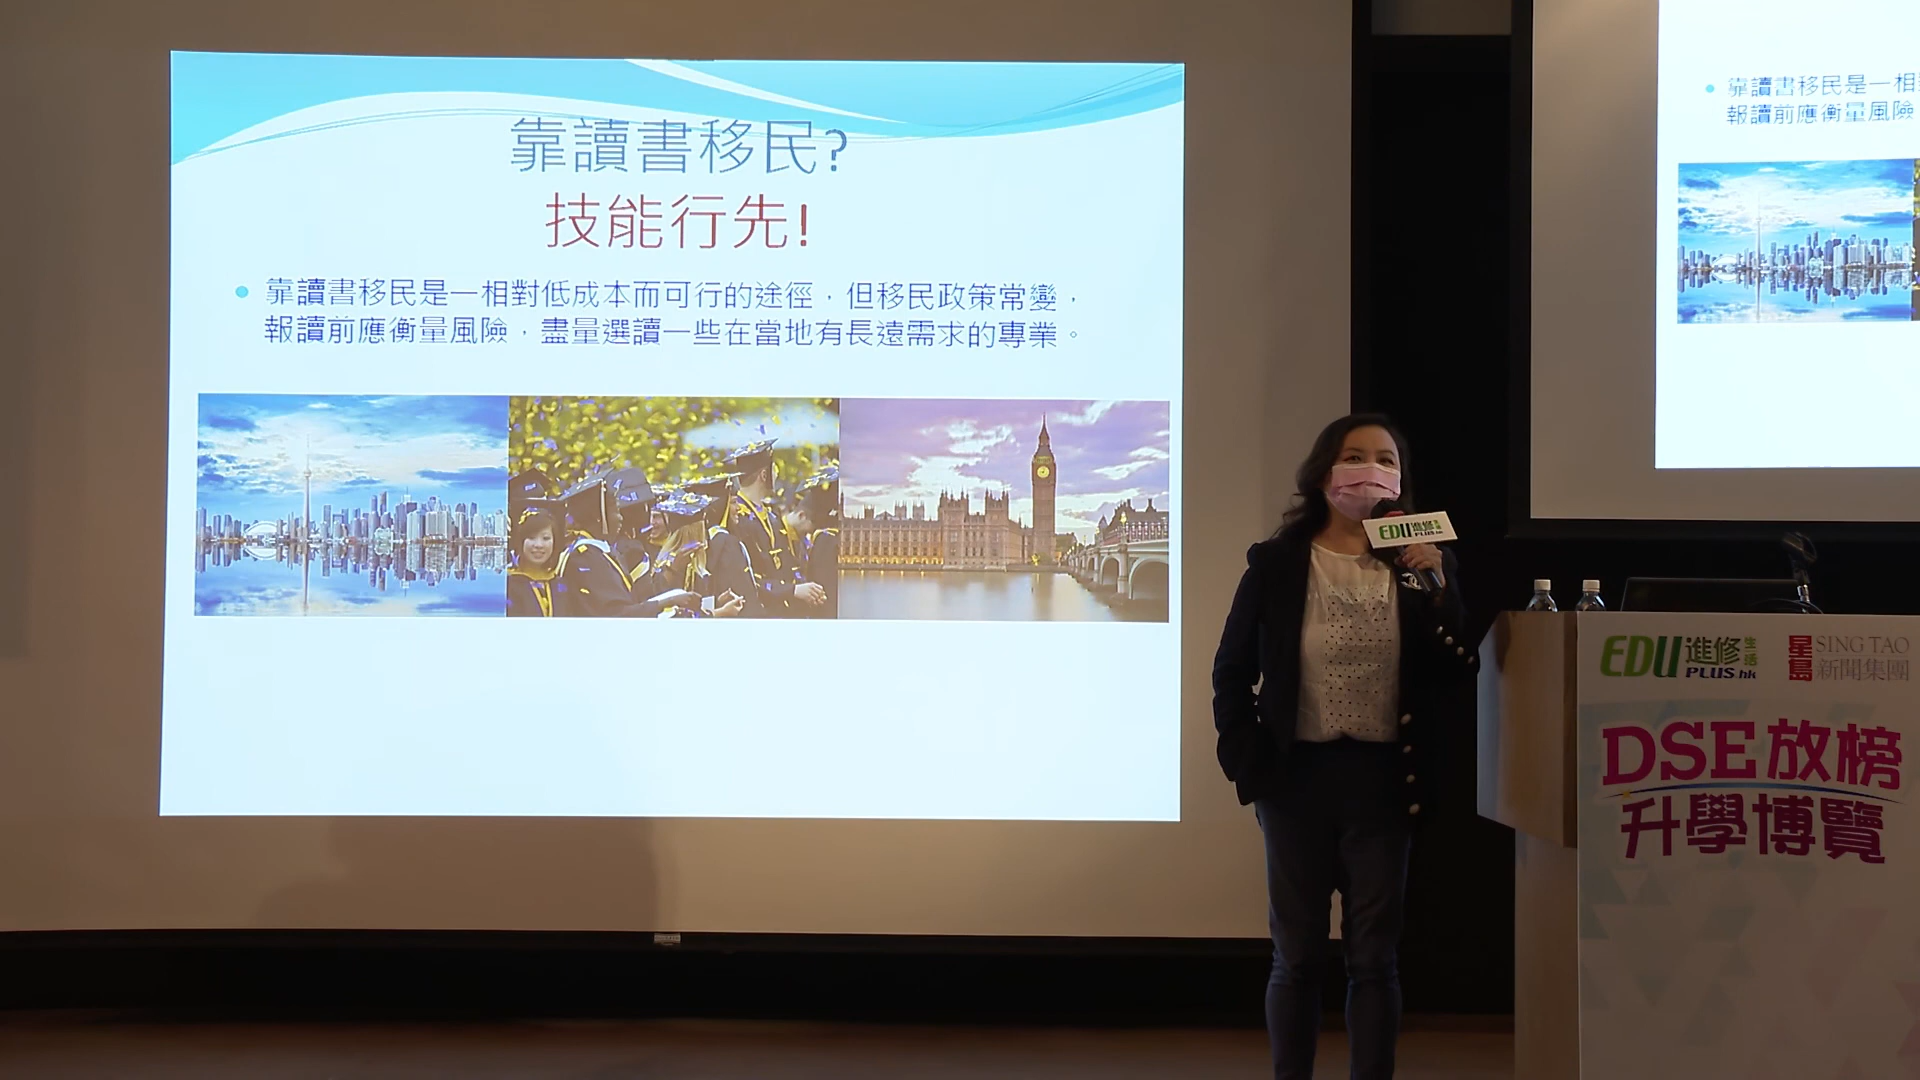 靠讀書移民?
技能行先!
靠讀書移民是一相對低成本而可行的途徑，但移民政策常變，
報讀前應衡量風險，盡量選讀一些在當地有長遠需求的專業。
靠讀書移民是一相
報讀前應衡量風險
EDU 進修生活
PLUS.hk
EDU 進修生活
PLUS.hk
星島 SING TAO
新聞集團
DSE放榜
升學博覽